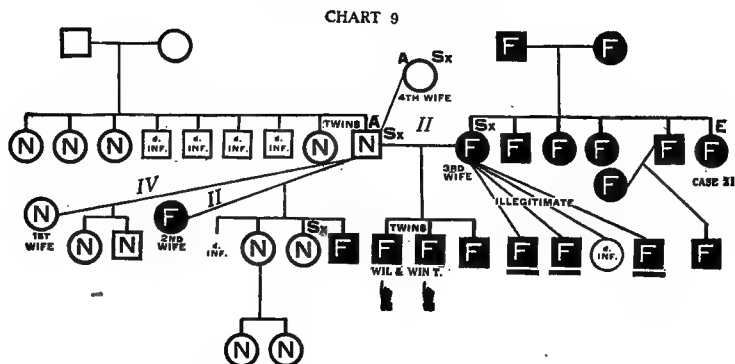 CHART 9
F F
A Sx
4TH WIFE
TWINS A Sx II Sx E
N N N d. INF. d. INF. d. INF. d. INF. N N F F F F F F
3RD WIFE
CASE 21
F
IV II ILLEGITIMATE
N F
1ST WIFE
2ND WIFE
N N
d. INF. N N Sx F
TWINS
F F F F F d. INF. F F
WIL & WIN T.
N N